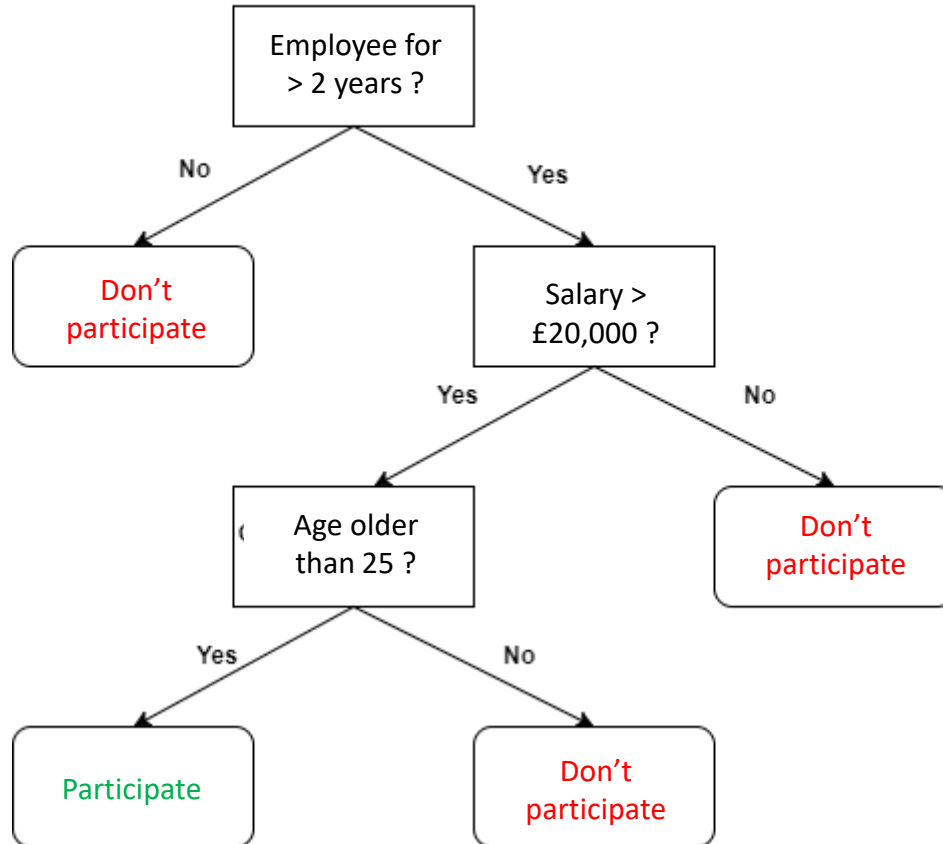 Employee for
> 2 years ?
No
Yes
Don’t
participate
Salary >
£20,000 ?
Yes
No
Age older
than 25 ?
Don’t
participate
Yes
No
Participate
Don’t
participate